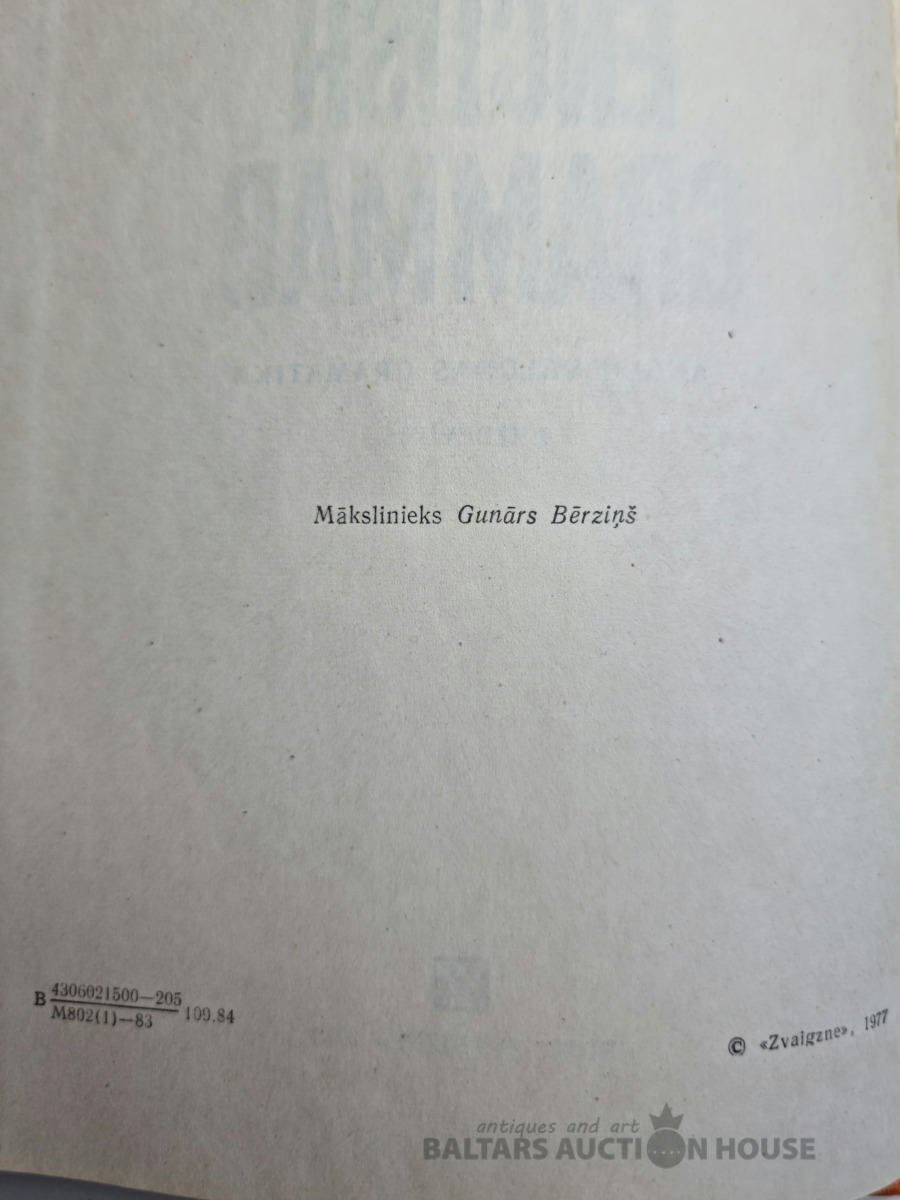 Mākslinieks Gunārs Bērziņš
B 4306021500—205
M802(1)—83 109.84
© «Zvaigzne», 1977
antiques and art
BALTARS AUCTION HOUSE